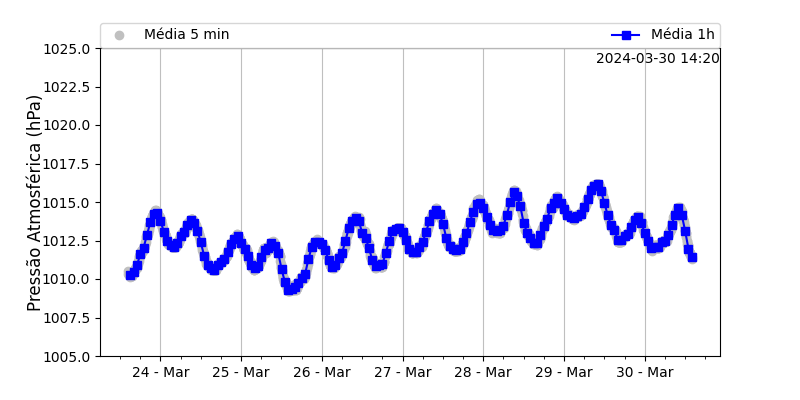 Média 5 min
Média 1h
2024-03-30 14:20
Pressão Atmosférica (hPa)
1025.0
1022.5
1020.0
1017.5
1015.0
1012.5
1010.0
1007.5
1005.0
24 - Mar
25 - Mar
26 - Mar
27 - Mar
28 - Mar
29 - Mar
30 - Mar